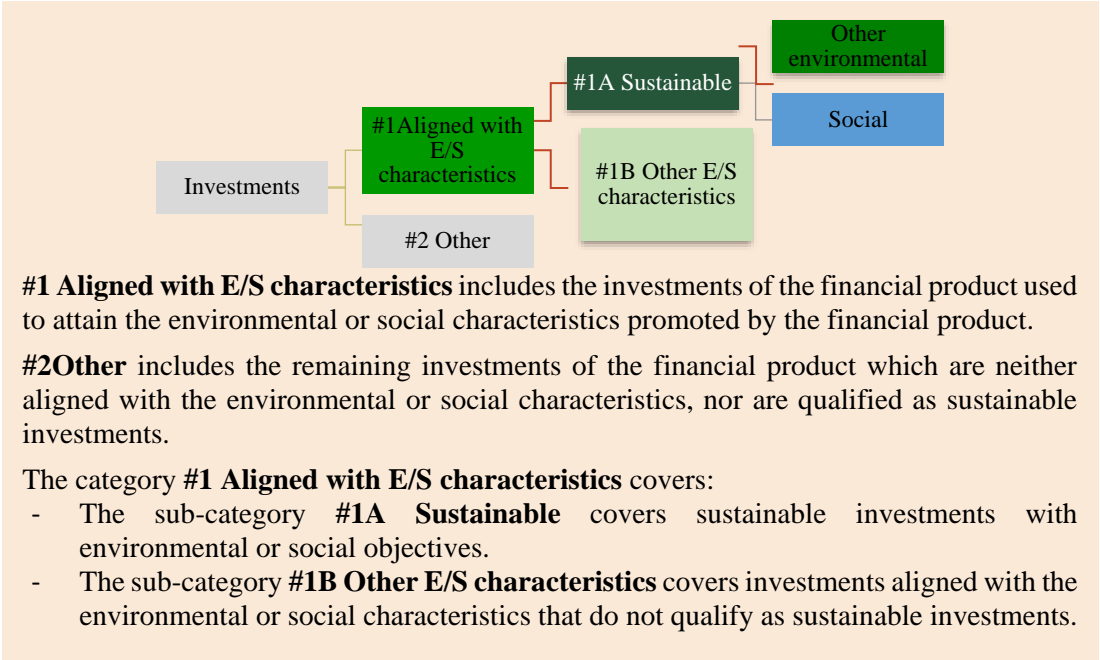 Other
environmental
#1A Sustainable
Social
#1Aligned with
E/S
characteristics
#1B Other E/S
characteristics
Investments
#2 Other
#1 Aligned with E/S characteristics includes the investments of the financial product used
to attain the environmental or social characteristics promoted by the financial product.
#2Other includes the remaining investments of the financial product which are neither
aligned with the environmental or social characteristics, nor are qualified as sustainable
investments.
The category #1 Aligned with E/S characteristics covers:
- The sub-category #1A Sustainable covers sustainable investments with
environmental or social objectives.
- The sub-category #1B Other E/S characteristics covers investments aligned with the
environmental or social characteristics that do not qualify as sustainable investments.